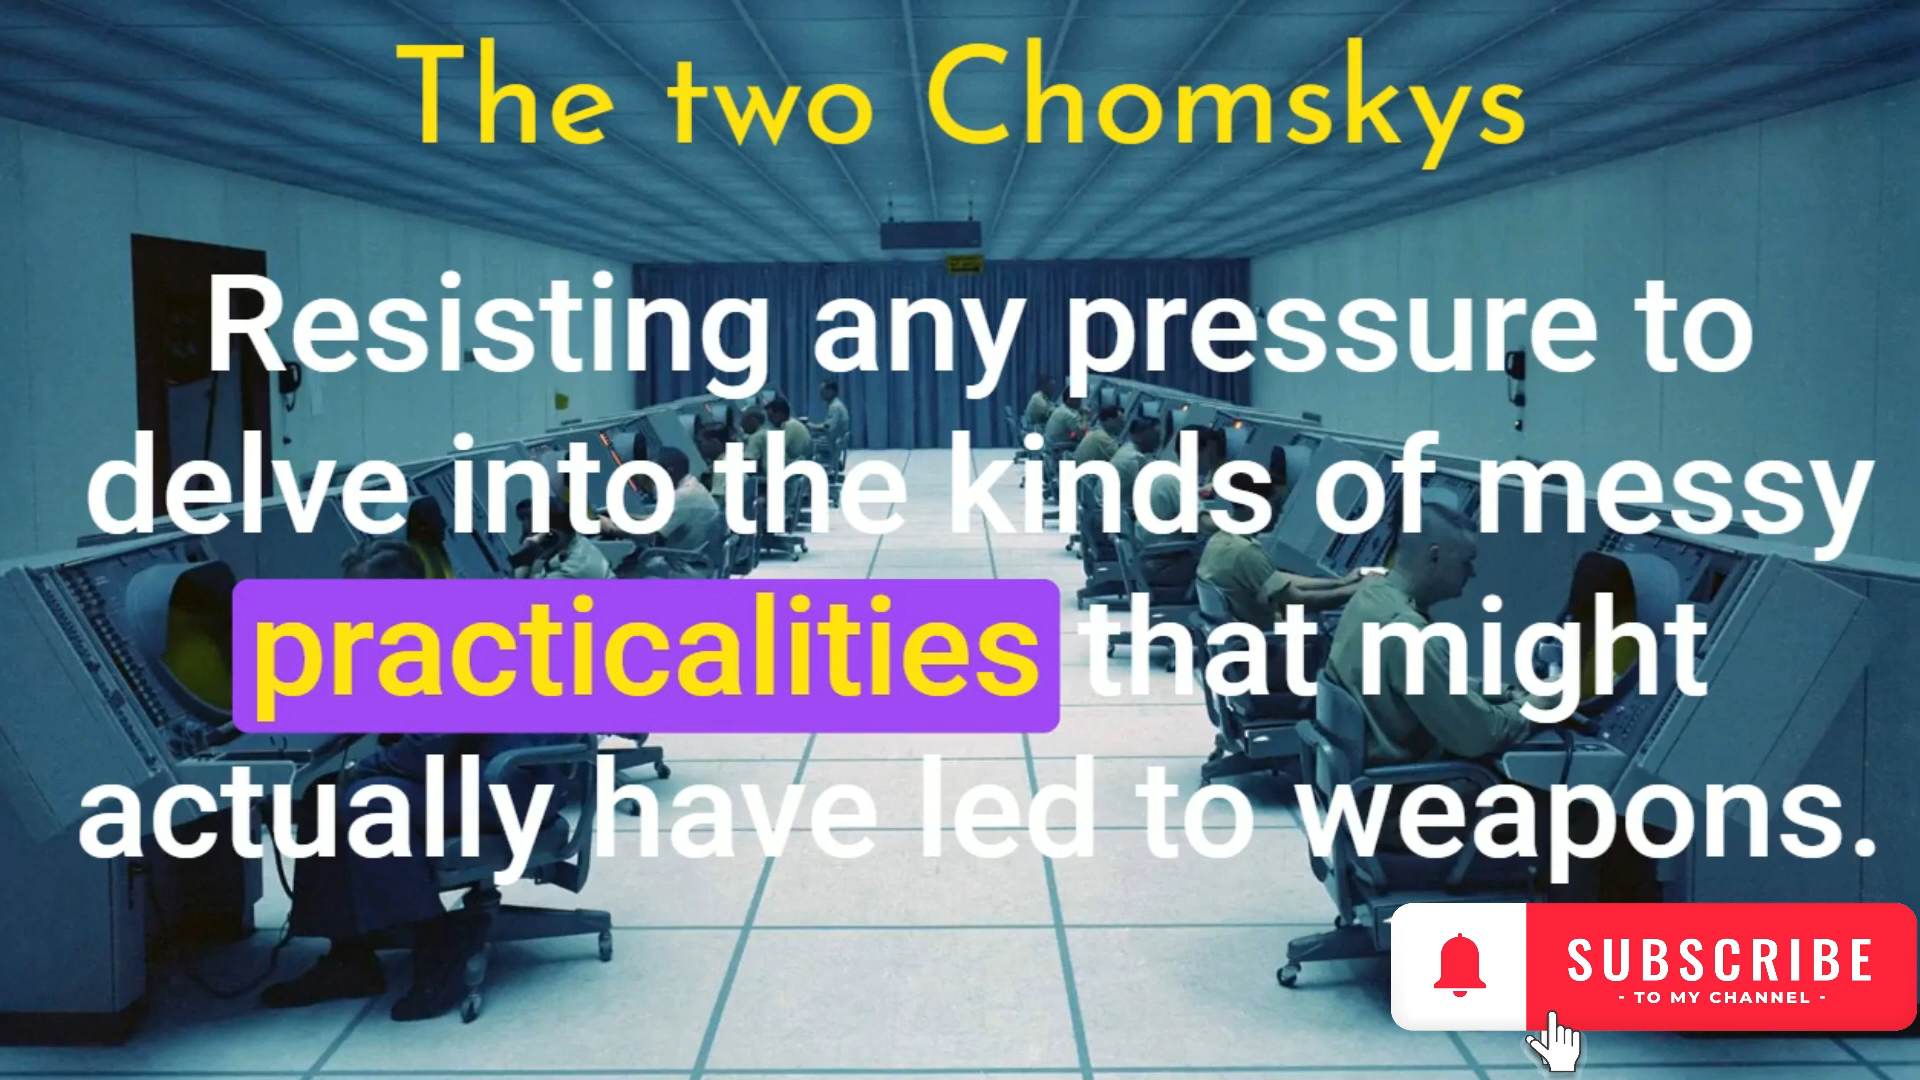 The two Chomskys
Resisting any pressure to
delve into the kinds of messy
practicalities that might
actually have led to weapons.
SUBSCRIBE
- TO MY CHANNEL -